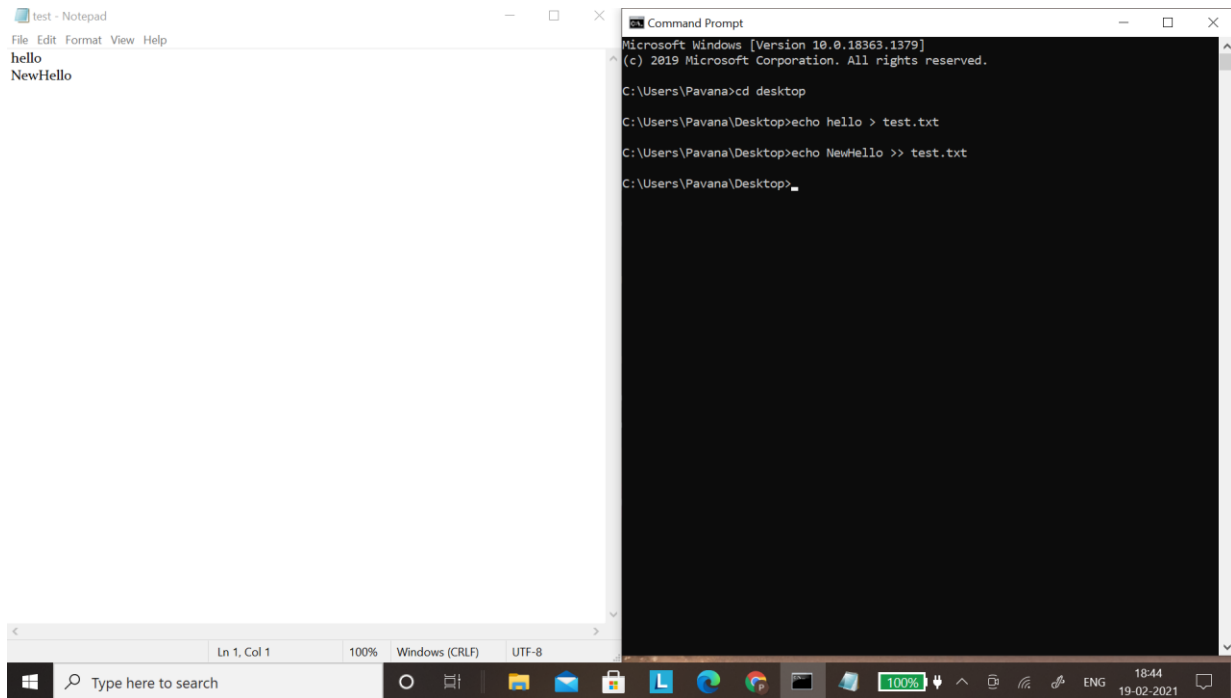 test - Notepad
File Edit Format View Help
hello
NewHello
Ln 1, Col 1 100% Windows (CRLF) UTF-8
Command Prompt
Microsoft Windows [Version 10.0.18363.1379]
(c) 2019 Microsoft Corporation. All rights reserved.
C:\Users\Pavana>cd desktop
C:\Users\Pavana\Desktop>echo hello > test.txt
C:\Users\Pavana\Desktop>echo NewHello >> test.txt
C:\Users\Pavana\Desktop>
Type here to search
L
P
100%
ENG
18:44
19-02-2021